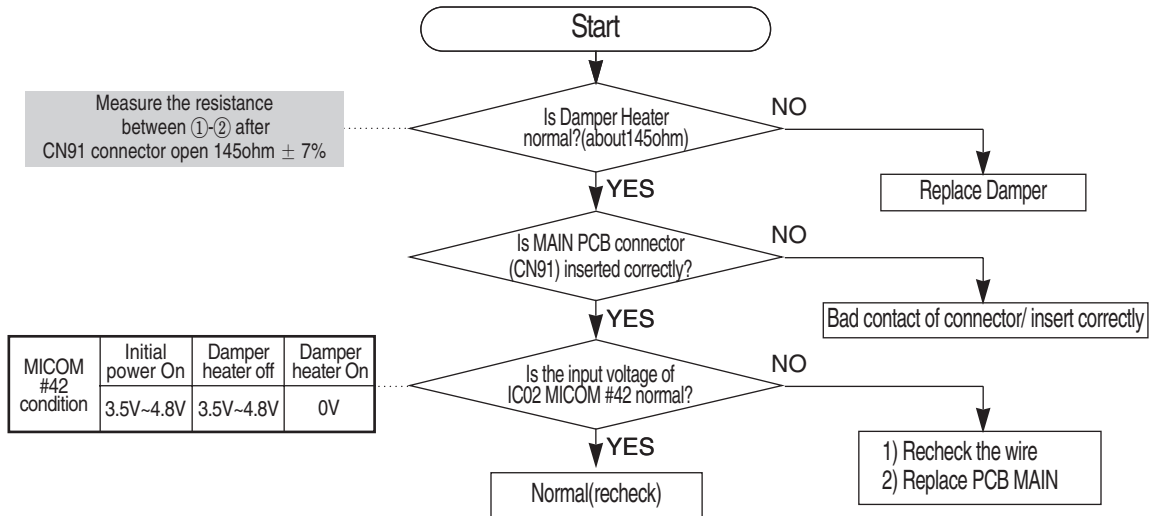 Start
Measure the resistance
between ①-② after
CN91 connector open 145ohm ± 7%
Is Damper Heater
normal?(about145ohm)
NO
Replace Damper
YES
Is MAIN PCB connector
(CN91) inserted correctly?
NO
Bad contact of connector/ insert correctly
YES
MICOM
#42
condition
Initial
power On
Damper
heater off
Damper
heater On
3.5V~4.8V
3.5V~4.8V
0V
Is the input voltage of
IC02 MICOM #42 normal?
NO
1) Recheck the wire
2) Replace PCB MAIN
YES
Normal(recheck)